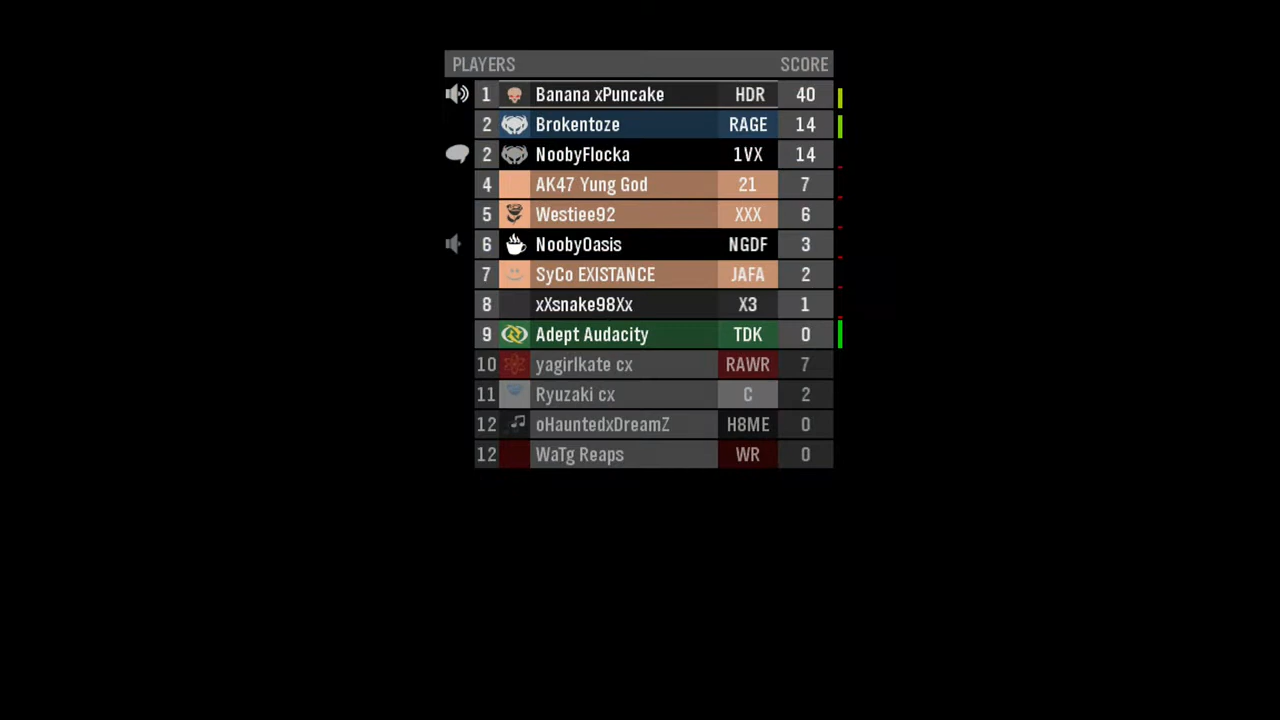 PLAYERS SCORE
1 Banana xPuncake HDR 40
2 Brokentoze RAGE 14
2 NoobyFlocka 1VX 14
4 AK47 Yung God 21 7
5 Westiee92 XXX 6
6 NoobyOasis NGDF 3
7 SyCo EXISTANCE JAFA 2
8 xXsnake98Xx X3 1
9 Adept Audacity TDK 0
10 yagirlkate cx RAWR 7
11 Ryuzaki cx C 2
12 oHauntedxDreamZ H8ME 0
12 WaTg Reaps WR 0